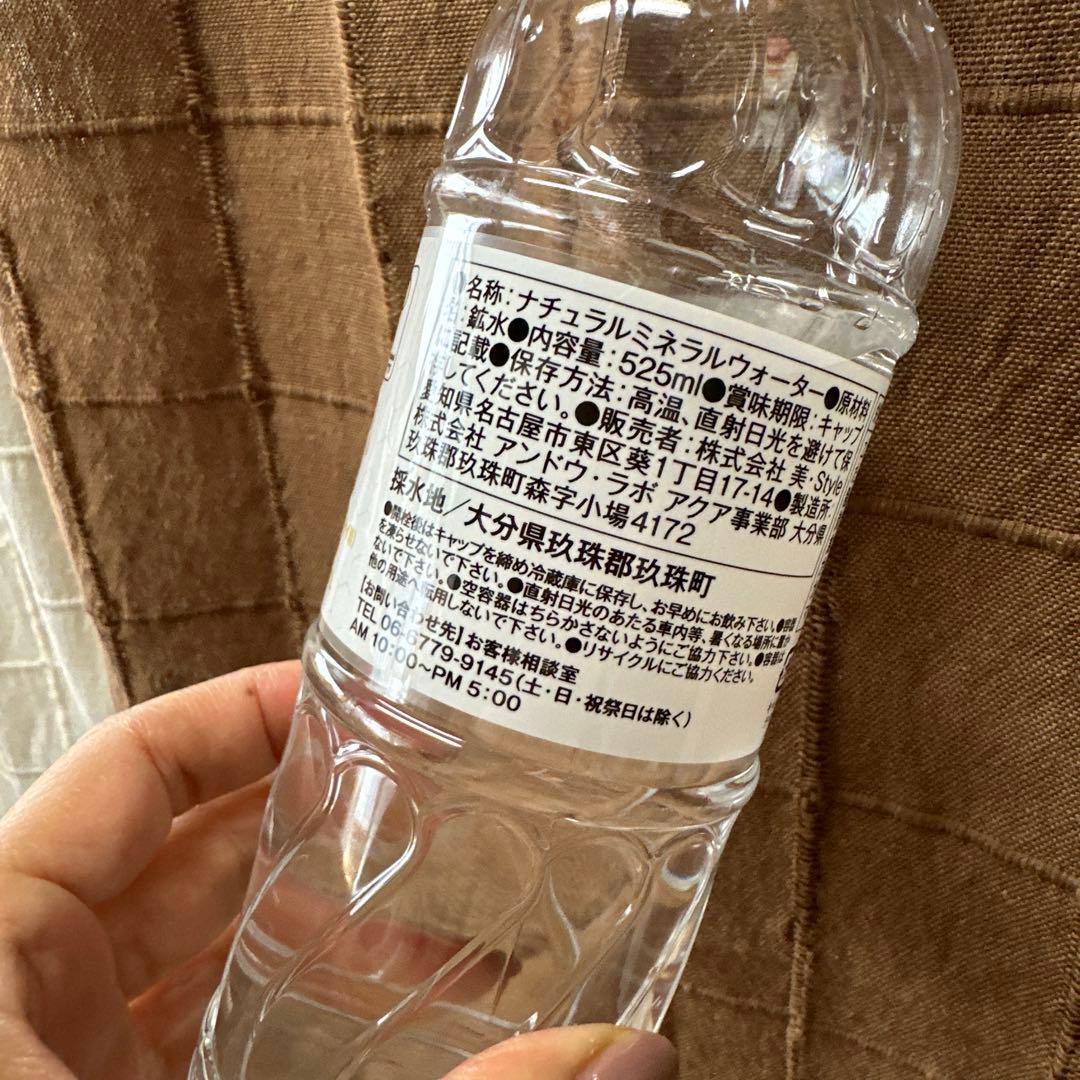 名称：ナチュラルミネラルウォーター●原材料
名：鉱水●内容量：525ml●賞味期限：キャップ
に記載●保存方法：高温、直射日光を避けて保
存してください。●販売者：株式会社 美・Style
愛知県名古屋市東区葵1丁目17-14●製造所
株式会社 アンドウ・ラボ アクア事業部 大分県
玖珠郡玖珠町森字小場4172
採水地／大分県玖珠郡玖珠町
●開栓後はキャップを締め冷蔵庫に保存し、お早めにお飲み下さい。●容器
を凍らせないで下さい。●直射日光のあたる車内等、暑くなる場所に置か
ないで下さい。●空容器はちらかさないようにご協力下さい。●容器は
他の用途へ転用しないで下さい。●リサイクルにご協力ください。
【お問い合わせ先】お客様相談室
TEL 06-6779-9145（土・日・祝祭日は除く）
AM 10:00〜PM 5:00